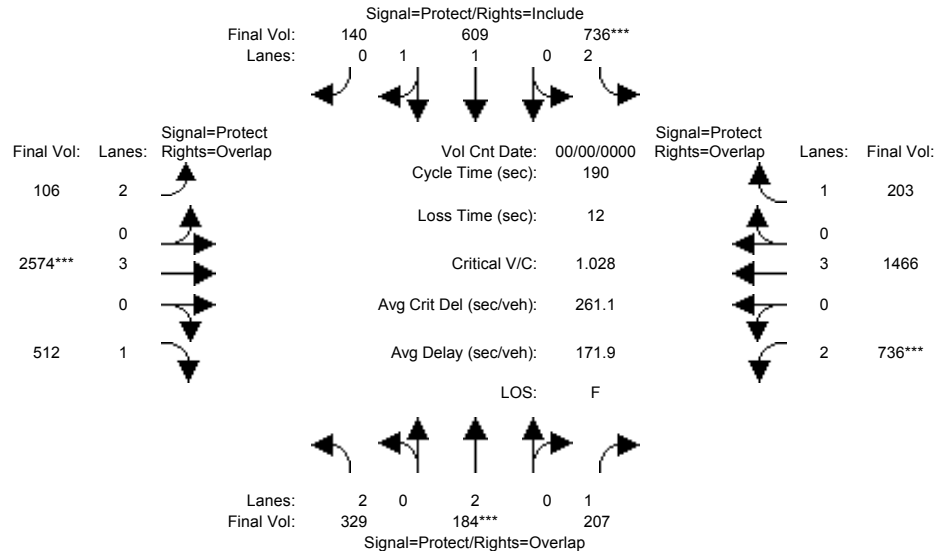 Signal=Protect/Rights=Include
Final Vol: 140 609 736***
Lanes: 0 1 1 0 2
Signal=Protect Signal=Protect
Final Vol: Lanes: Rights=Overlap Vol Cnt Date: 00/00/0000 Rights=Overlap Lanes: Final Vol:
Cycle Time (sec): 190
106 2 1 203
Loss Time (sec): 12
0 0
2574*** 3 Critical V/C: 1.028 3 1466
0 Avg Crit Del (sec/veh): 261.1 0
512 1 Avg Delay (sec/veh): 171.9 2 736***
LOS: F
Lanes: 2 0 2 0 1
Final Vol: 329 184*** 207
Signal=Protect/Rights=Overlap